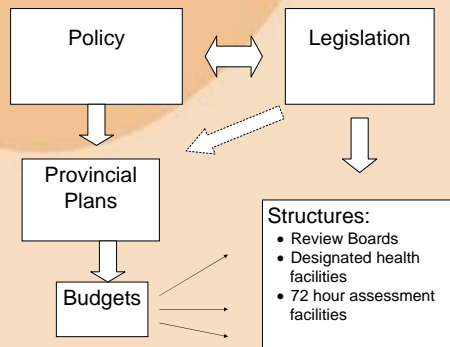 Policy
Legislation
Provincial
Plans
Structures:
• Review Boards
• Designated health
facilities
• 72 hour assessment
facilities
Budgets